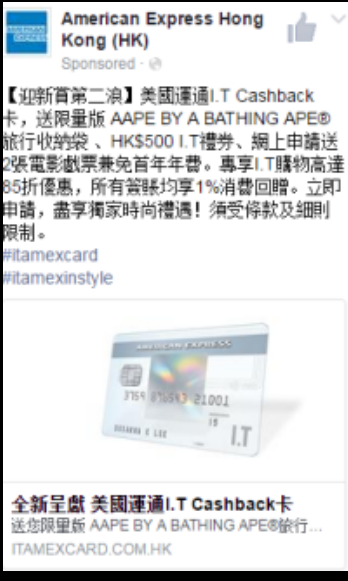 AMERICAN
EXPRESS
American Express Hong
Kong (HK)
Sponsored ·
【迎新賞第二浪】美國運通I.T Cashback
卡，送限量版 AAPE BY A BATHING APE®
旅行收納袋 、HK$500 I.T禮券、網上申請送
2張電影戲票兼免首年年費。專享I.T購物高達
85折優惠，所有簽賬均享1%消費回贈。立即
申請，盡享獨家時尚禮遇！須受條款及細則
限制。
#itamexcard
#itamexinstyle
AMERICAN EXPRESS
3759 876543 21001
15
SUSANNA K LEE
I.T
全新呈獻 美國運通I.T Cashback卡
送您限量版 AAPE BY A BATHING APE®旅行...
ITAMEXCARD.COM.HK